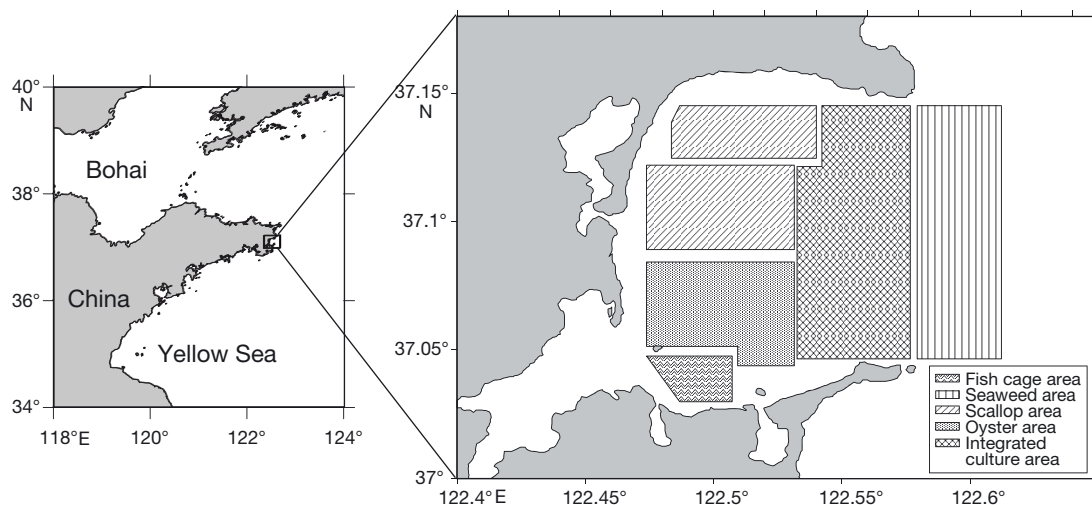 40°
N
38°
36°
34°
118°E
120°
122°
124°
Bohai
China
Yellow Sea
37.15°
N
37.1°
37.05°
37°
122.4°E
122.45°
122.5°
122.55°
122.6°
Fish cage area
Seaweed area
Scallop area
Oyster area
Integrated
culture area